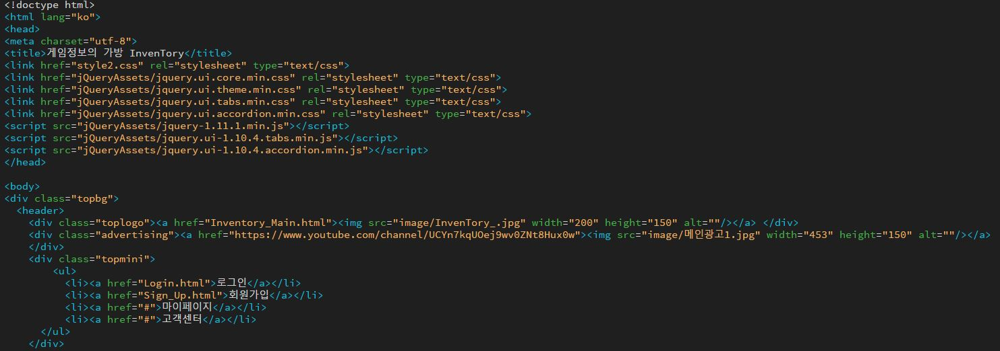 <!doctype html>
<html lang="ko">
<head>
<meta charset="utf-8">
<title>게임정보의 가방 InvenTory</title>
<link href="style2.css" rel="stylesheet" type="text/css">
<link href="jQueryAssets/jquery.ui.core.min.css" rel="stylesheet" type="text/css">
<link href="jQueryAssets/jquery.ui.theme.min.css" rel="stylesheet" type="text/css">
<link href="jQueryAssets/jquery.ui.tabs.min.css" rel="stylesheet" type="text/css">
<link href="jQueryAssets/jquery.ui.accordion.min.css" rel="stylesheet" type="text/css">
<script src="jQueryAssets/jquery-1.11.1.min.js"></script>
<script src="jQueryAssets/jquery.ui-1.10.4.tabs.min.js"></script>
<script src="jQueryAssets/jquery.ui-1.10.4.accordion.min.js"></script>
</head>
<body>
<div class="topbg">
<header>
<div class="toplogo"><a href="Inventory_Main.html"><img src="image/InvenTory_.jpg" width="200" height="150" alt=""/></a> </div>
<div class="advertising"><a href="https://www.youtube.com/channel/UCYn7kqUOej9wv0ZNt8Hux0w"><img src="image/메인광고1.jpg" width="453" height="150" alt=""/></a>
</div>
<div class="topmini">
<ul>
<li><a href="Login.html">로그인</a></li>
<li><a href="Sign_Up.html">회원가입</a></li>
<li><a href="#">마이페이지</a></li>
<li><a href="#">고객센터</a></li>
</ul>
</div>